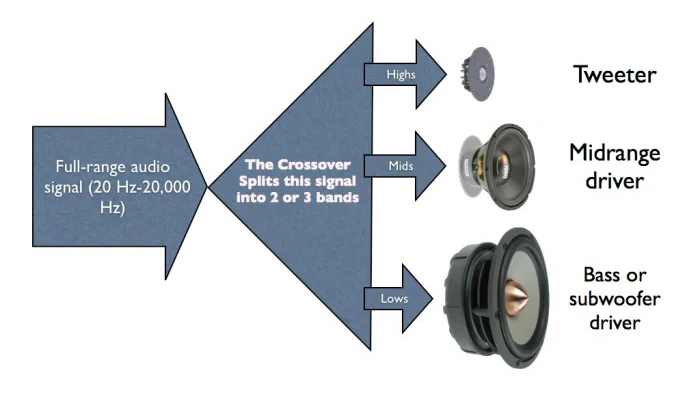 Full-range audio
signal (20 Hz-20,000
Hz)
The Crossover
Splits this signal
into 2 or 3 bands
Highs
Tweeter
Mids
Midrange
driver
Lows
Bass or
subwoofer
driver